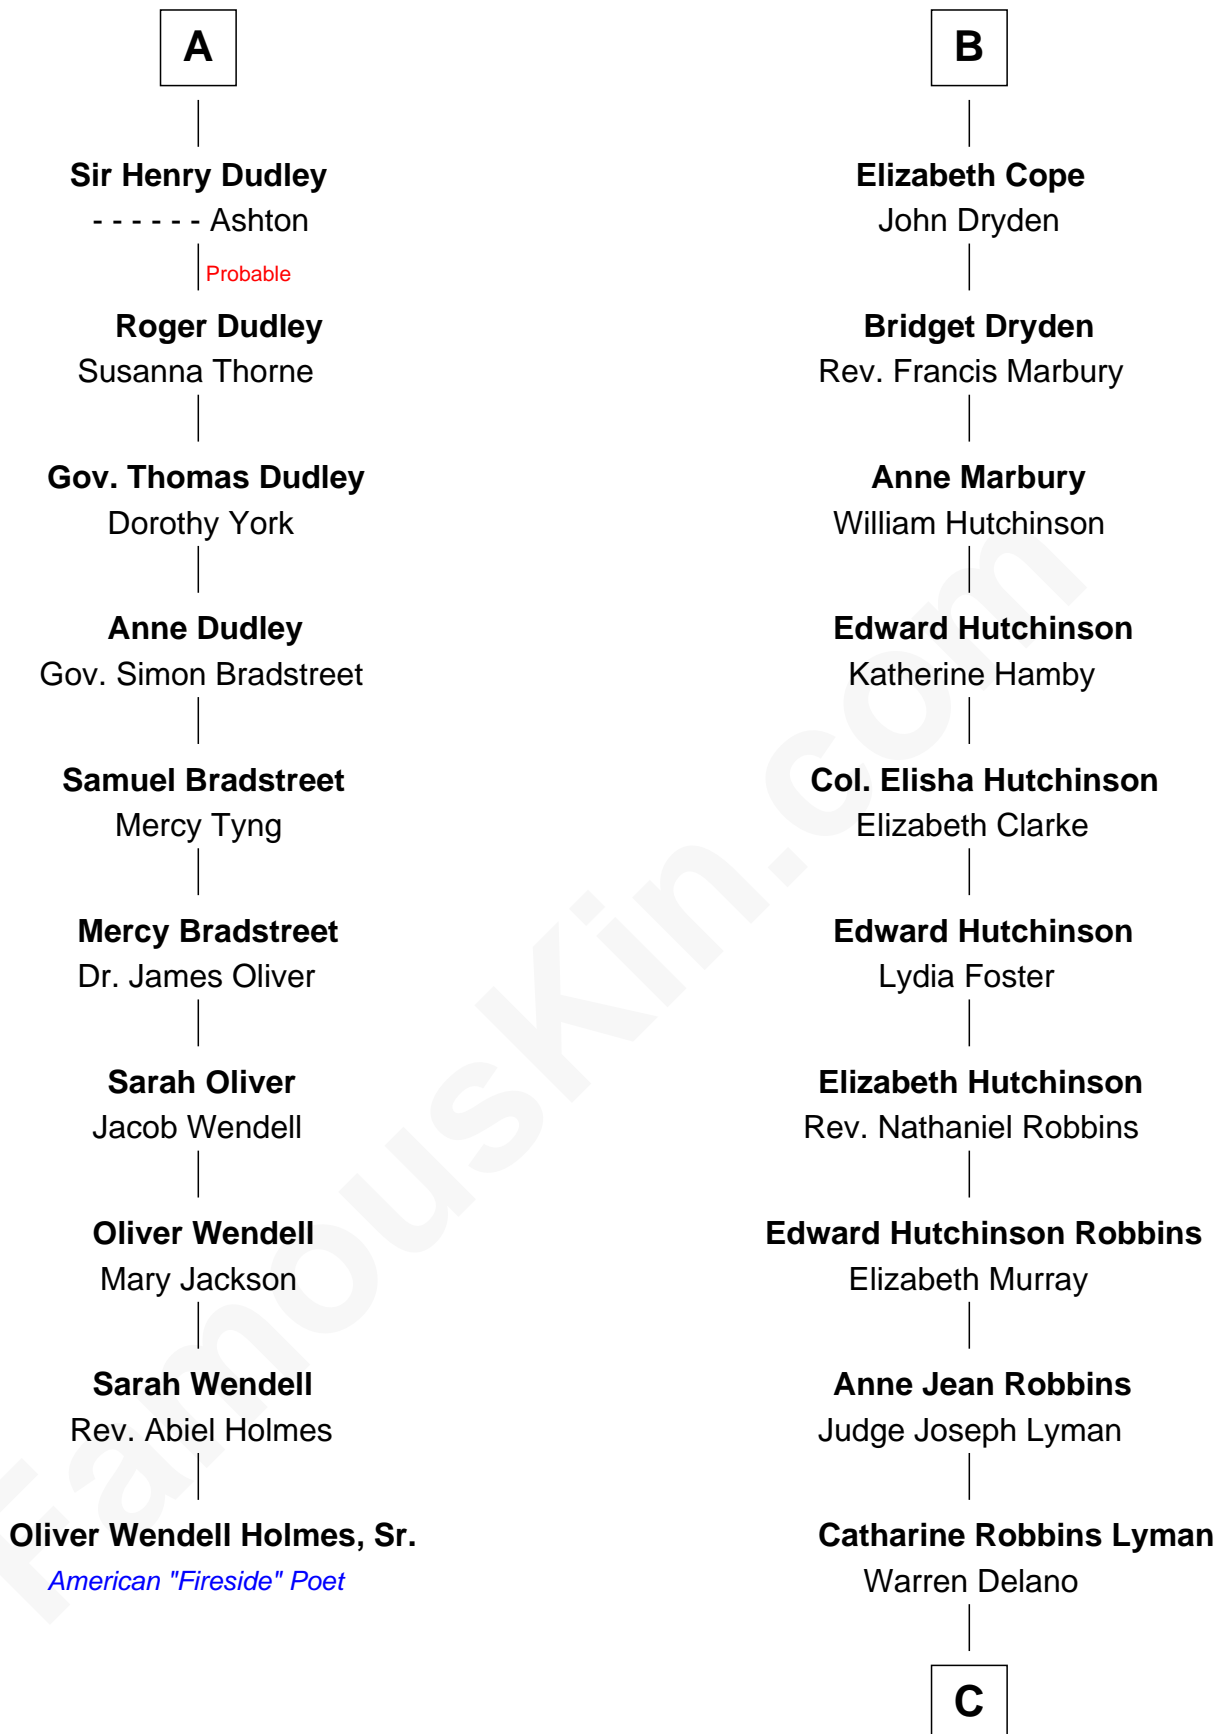 A
Sir Henry Dudley
- - - - - - Ashton
Probable
Roger Dudley
Susanna Thorne
Gov. Thomas Dudley
Dorothy York
Anne Dudley
Gov. Simon Bradstreet
Samuel Bradstreet
Mercy Tyng
Mercy Bradstreet
Dr. James Oliver
Sarah Oliver
Jacob Wendell
Oliver Wendell
Mary Jackson
Sarah Wendell
Rev. Abiel Holmes
Oliver Wendell Holmes, Sr.
American "Fireside" Poet
B
Elizabeth Cope
John Dryden
Bridget Dryden
Rev. Francis Marbury
Anne Marbury
William Hutchinson
Edward Hutchinson
Katherine Hamby
Col. Elisha Hutchinson
Elizabeth Clarke
Edward Hutchinson
Lydia Foster
Elizabeth Hutchinson
Rev. Nathaniel Robbins
Edward Hutchinson Robbins
Elizabeth Murray
Anne Jean Robbins
Judge Joseph Lyman
Catharine Robbins Lyman
Warren Delano
C
FamousKin.com